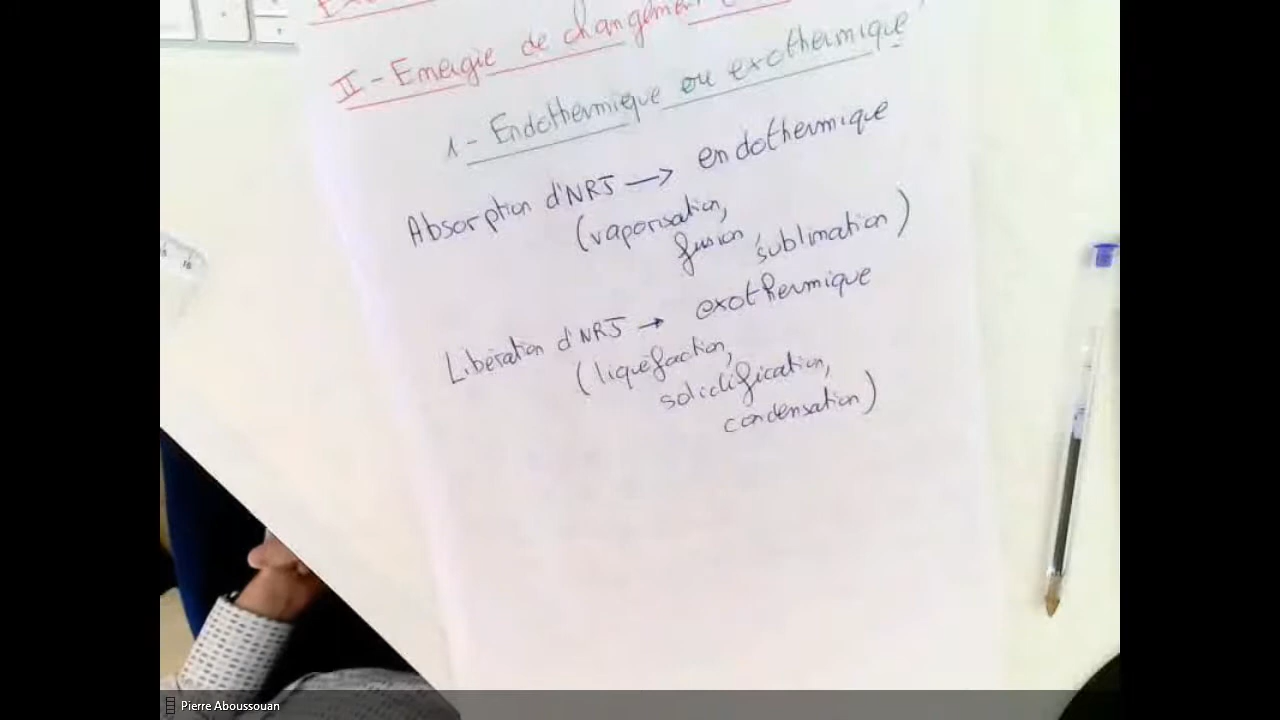 II - Energie de changement
1 - Endothermique ou exothermique
Absorption d'NRJ → endothermique
(vaporisation,
fusion, sublimation)
Libération d'NRJ → exothermique
(liquéfaction,
solidification,
condensation)
Pierre Aboussouan